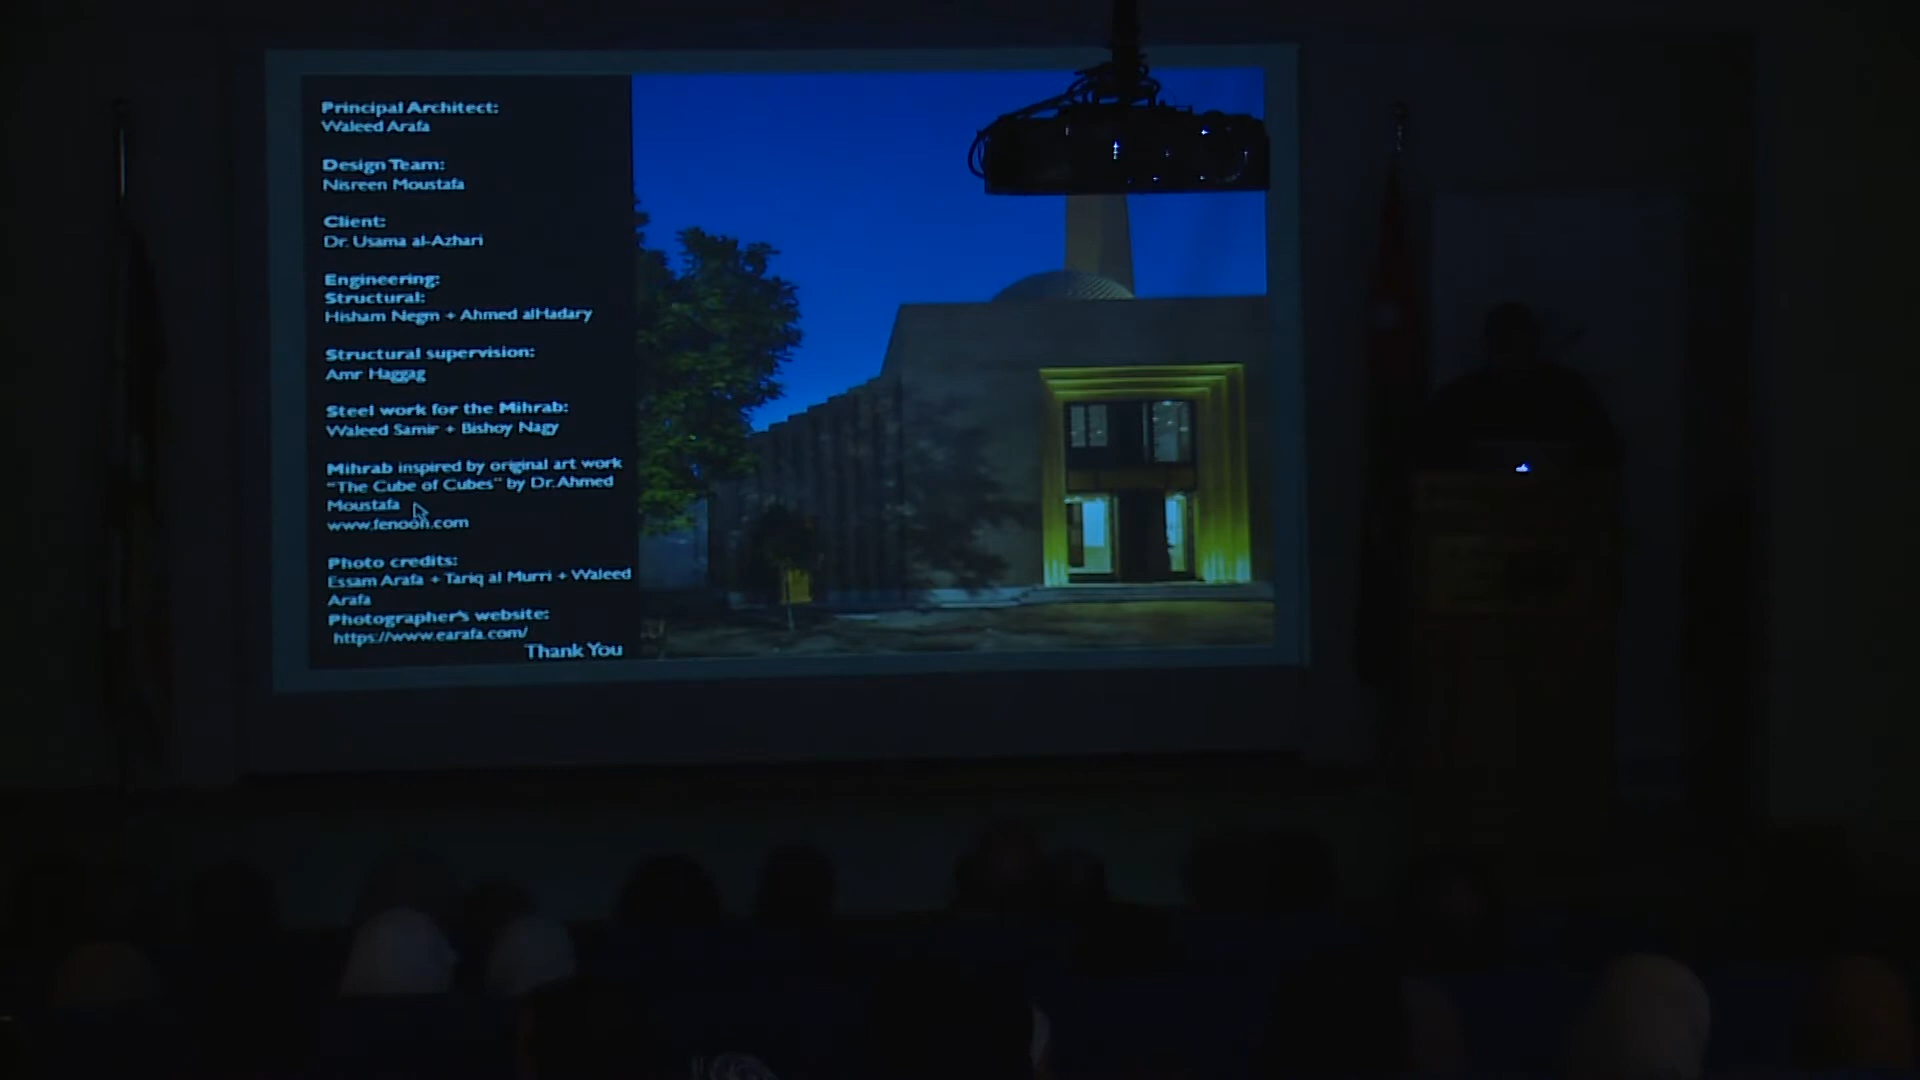 Principal Architect:
Waleed Arafa
Design Team:
Nisreen Moustafa
Client:
Dr. Usama al-Azhari
Engineering:
Structural:
Hisham Negm + Ahmed alHadary
Structural supervision:
Amr Haggag
Steel work for the Mihrab:
Waleed Samir + Bishoy Nagy
Mihrab inspired by original art work
"The Cube of Cubes" by Dr. Ahmed
Moustafa
www.fenoon.com
Photo credits:
Essam Arafa + Tariq al Murri + Waleed
Arafa
Photographer's website:
https://www.earafa.com/
Thank You